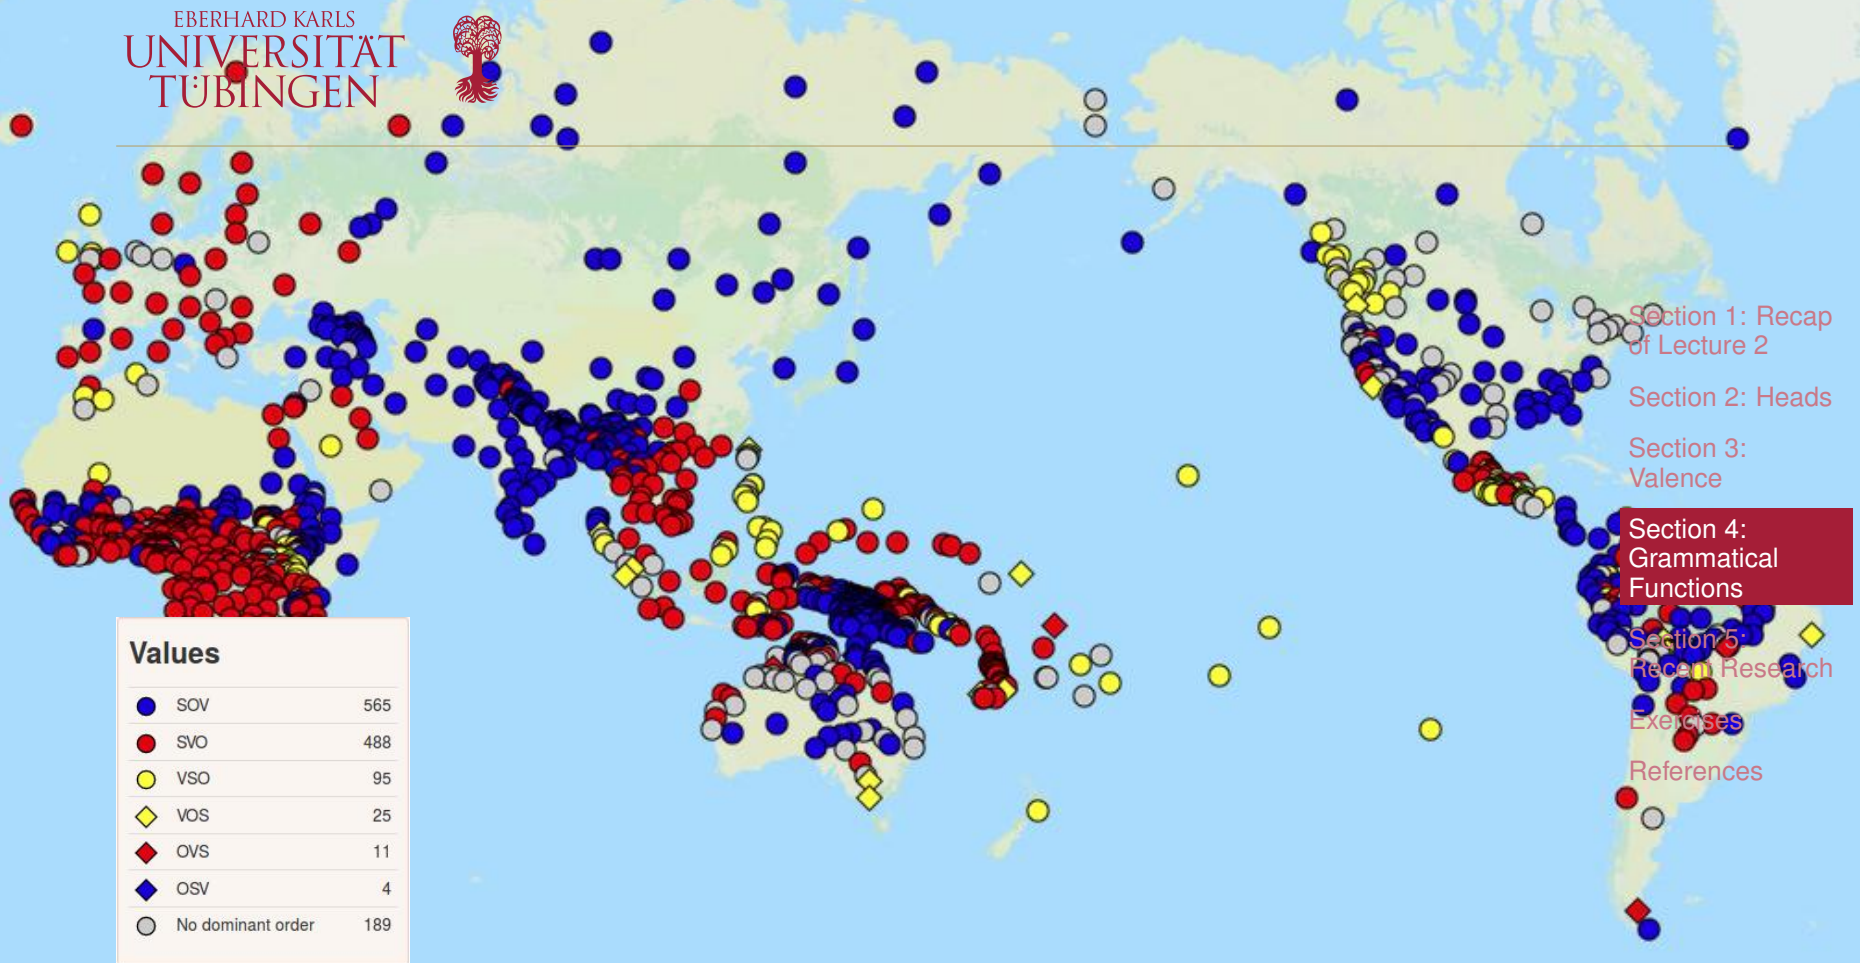 EBERHARD KARLS
UNIVERSITÄT
TÜBINGEN
Section 1: Recap
of Lecture 2
Section 2: Heads
Section 3:
Valence
Section 4:
Grammatical
Functions
Section 5:
Recent Research
Exercises
References
Values
SOV 565
SVO 488
VSO 95
VOS 25
OVS 11
OSV 4
No dominant order 189